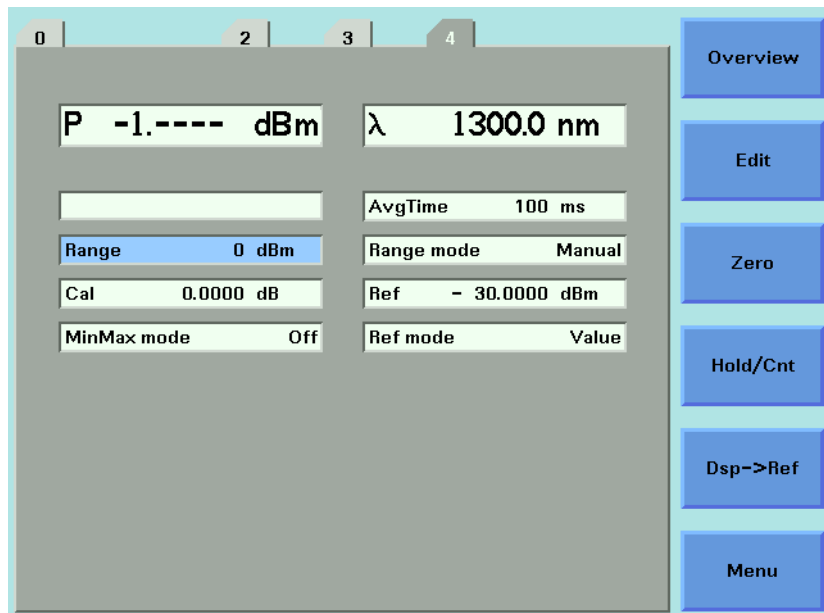 0 2 3 4
P -1.---- dBm
λ 1300.0 nm
AvgTime 100 ms
Range 0 dBm
Range mode Manual
Cal 0.0000 dB
Ref - 30.0000 dBm
MinMax mode Off
Ref mode Value
Overview
Edit
Zero
Hold/Cnt
Dsp->Ref
Menu